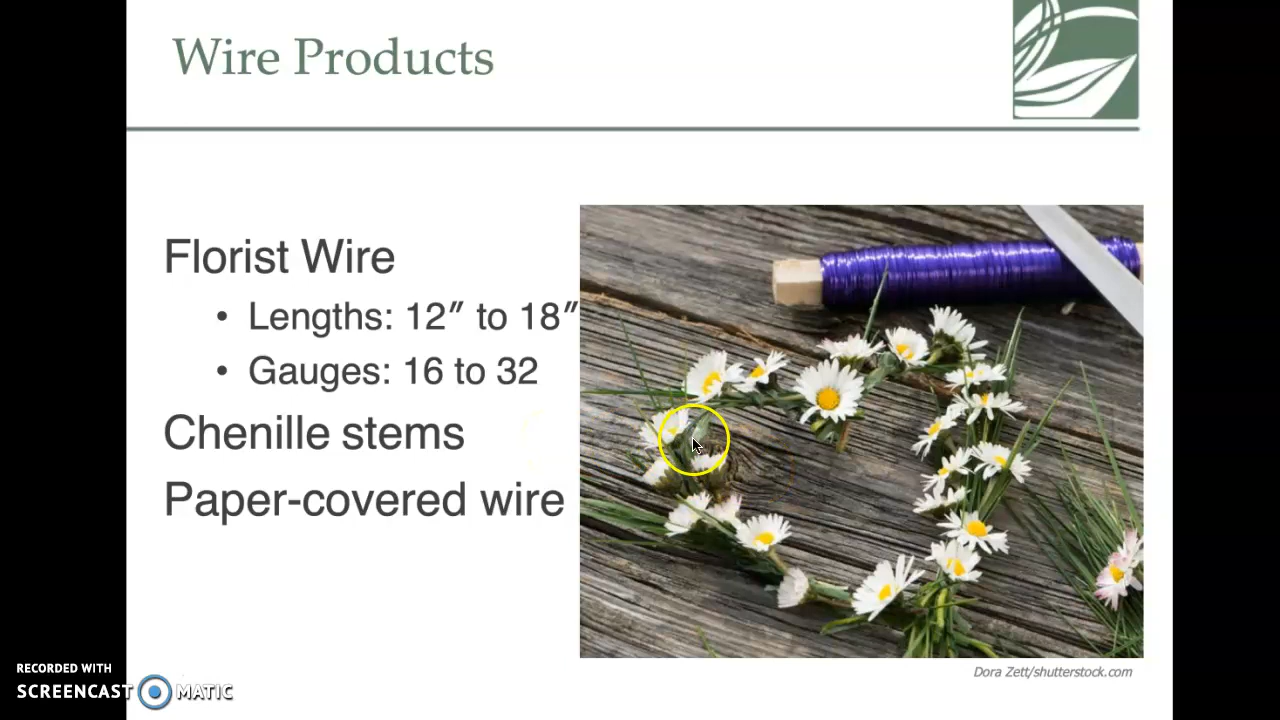 Wire Products
Florist Wire
• Lengths: 12″ to 18″
• Gauges: 16 to 32
Chenille stems
Paper-covered wire
Dora Zett/shutterstock.com
RECORDED WITH
SCREENCAST MATIC